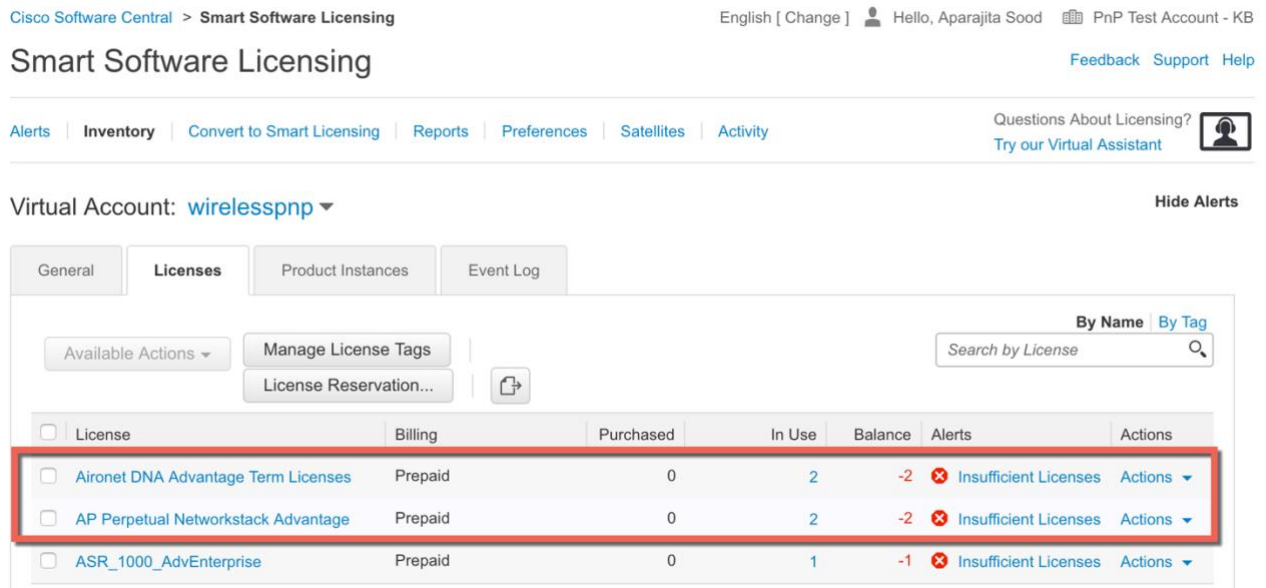 Cisco Software Central > Smart Software Licensing
English [ Change ] Hello, Aparajita Sood PnP Test Account - KB
Smart Software Licensing
Feedback Support Help
Alerts Inventory Convert to Smart Licensing Reports Preferences Satellites Activity
Questions About Licensing?
Try our Virtual Assistant
Virtual Account: wirelesspnp
Hide Alerts
General Licenses Product Instances Event Log
By Name By Tag
Available Actions Manage License Tags Search by License
License Reservation...
License Billing Purchased In Use Balance Alerts Actions
Aironet DNA Advantage Term Licenses Prepaid 0 2 -2 Insufficient Licenses Actions
AP Perpetual Networkstack Advantage Prepaid 0 2 -2 Insufficient Licenses Actions
ASR_1000_AdvEnterprise Prepaid 0 1 -1 Insufficient Licenses Actions